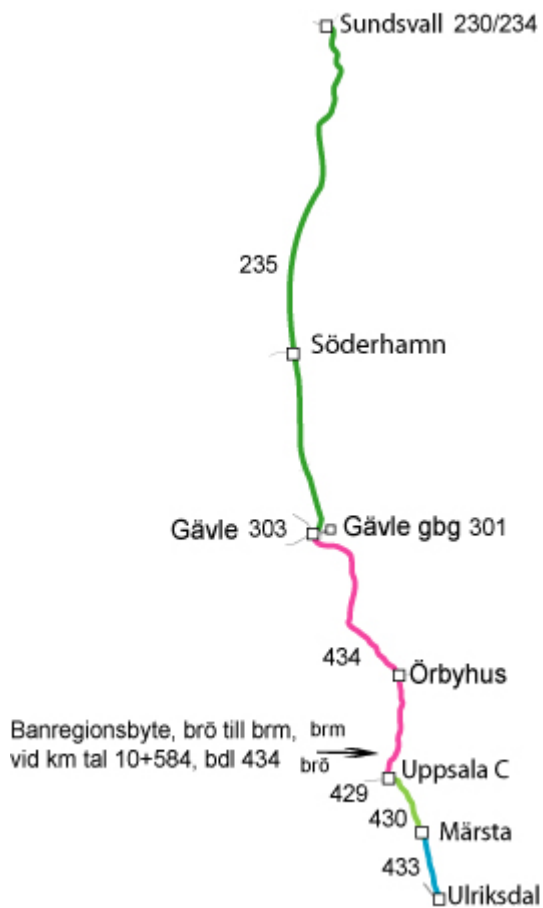 Sundsvall 230/234
235
Söderhamn
Gävle 303
Gävle gbg 301
434
Örbyhus
Banregionsbyte, brö till brm, brm
vid km tal 10+584, bdl 434 brö
Uppsala C
429
430
Märsta
433
Ulriksdal